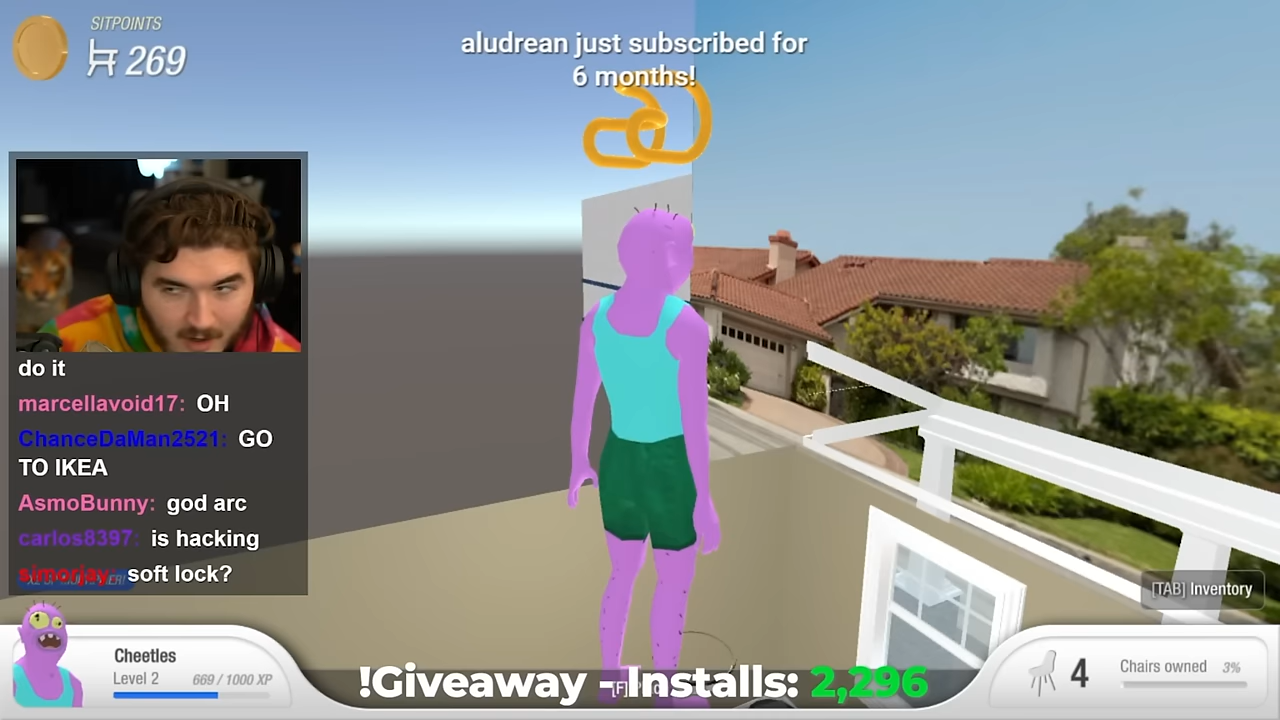 SITPOINTS
269
aludrean just subscribed for
6 months!
do it
marcellavoid17: OH
ChanceDaMan2521: GO
TO IKEA
AsmoBunny: god arc
carlos8397: is hacking
simorjay: soft lock?
[TAB] Inventory
Cheetles
Level 2
669 / 1000 XP
!Giveaway - Installs: 2,296
4
Chairs owned
3%